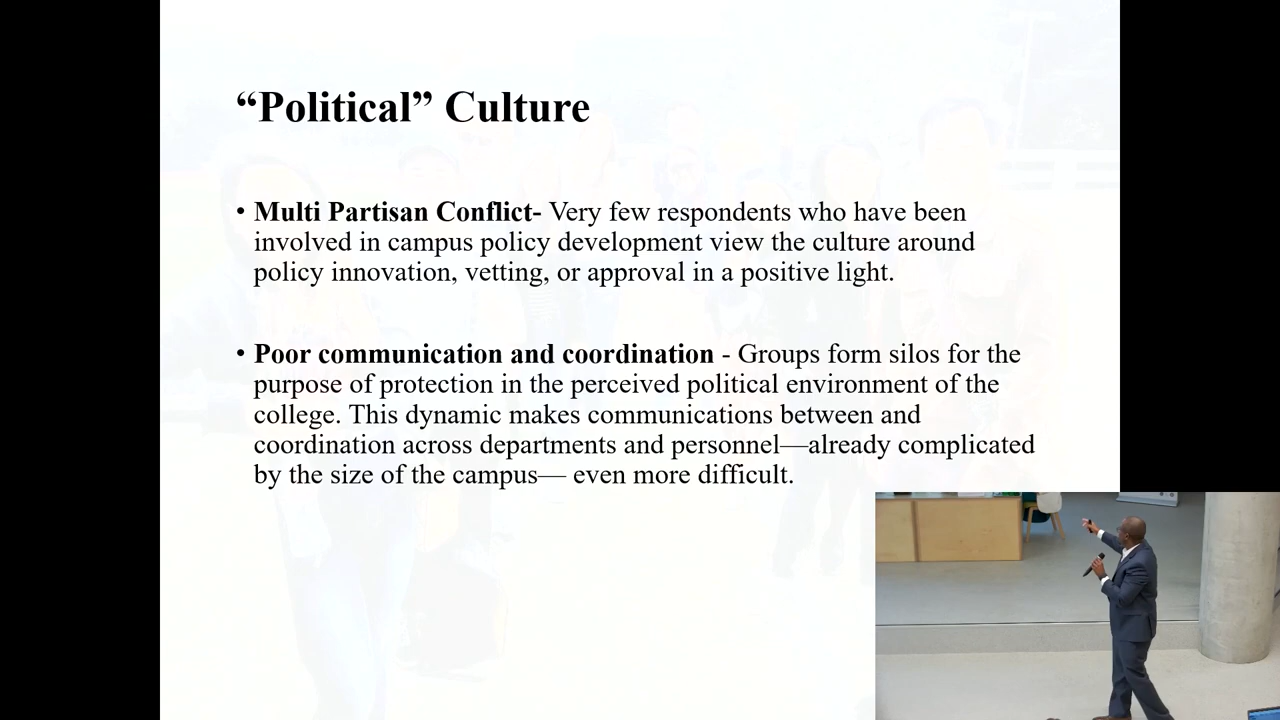 “Political” Culture
• Multi Partisan Conflict- Very few respondents who have been
involved in campus policy development view the culture around
policy innovation, vetting, or approval in a positive light.
• Poor communication and coordination - Groups form silos for the
purpose of protection in the perceived political environment of the
college. This dynamic makes communications between and
coordination across departments and personnel—already complicated
by the size of the campus— even more difficult.